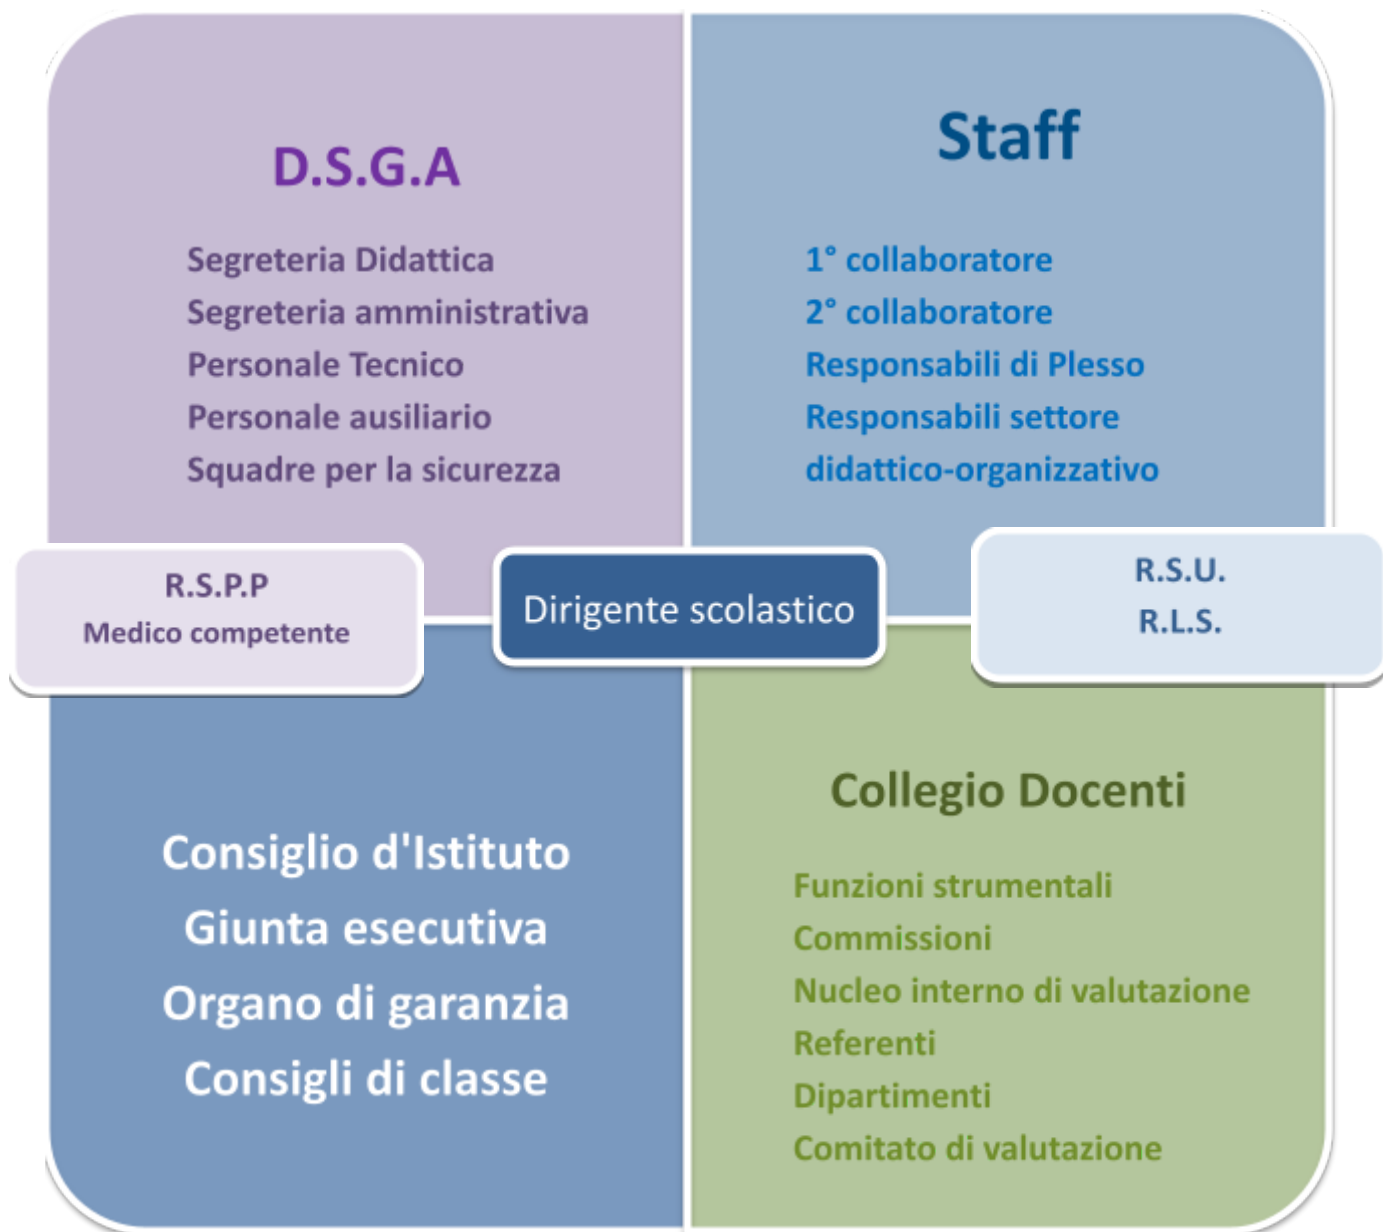 D.S.G.A
Segreteria Didattica
Segreteria amministrativa
Personale Tecnico
Personale ausiliario
Squadre per la sicurezza
Staff
1° collaboratore
2° collaboratore
Responsabili di Plesso
Responsabili settore
didattico-organizzativo
R.S.P.P
Medico competente
Dirigente scolastico
R.S.U.
R.L.S.
Consiglio d'Istituto
Giunta esecutiva
Organo di garanzia
Consigli di classe
Collegio Docenti
Funzioni strumentali
Commissioni
Nucleo interno di valutazione
Referenti
Dipartimenti
Comitato di valutazione